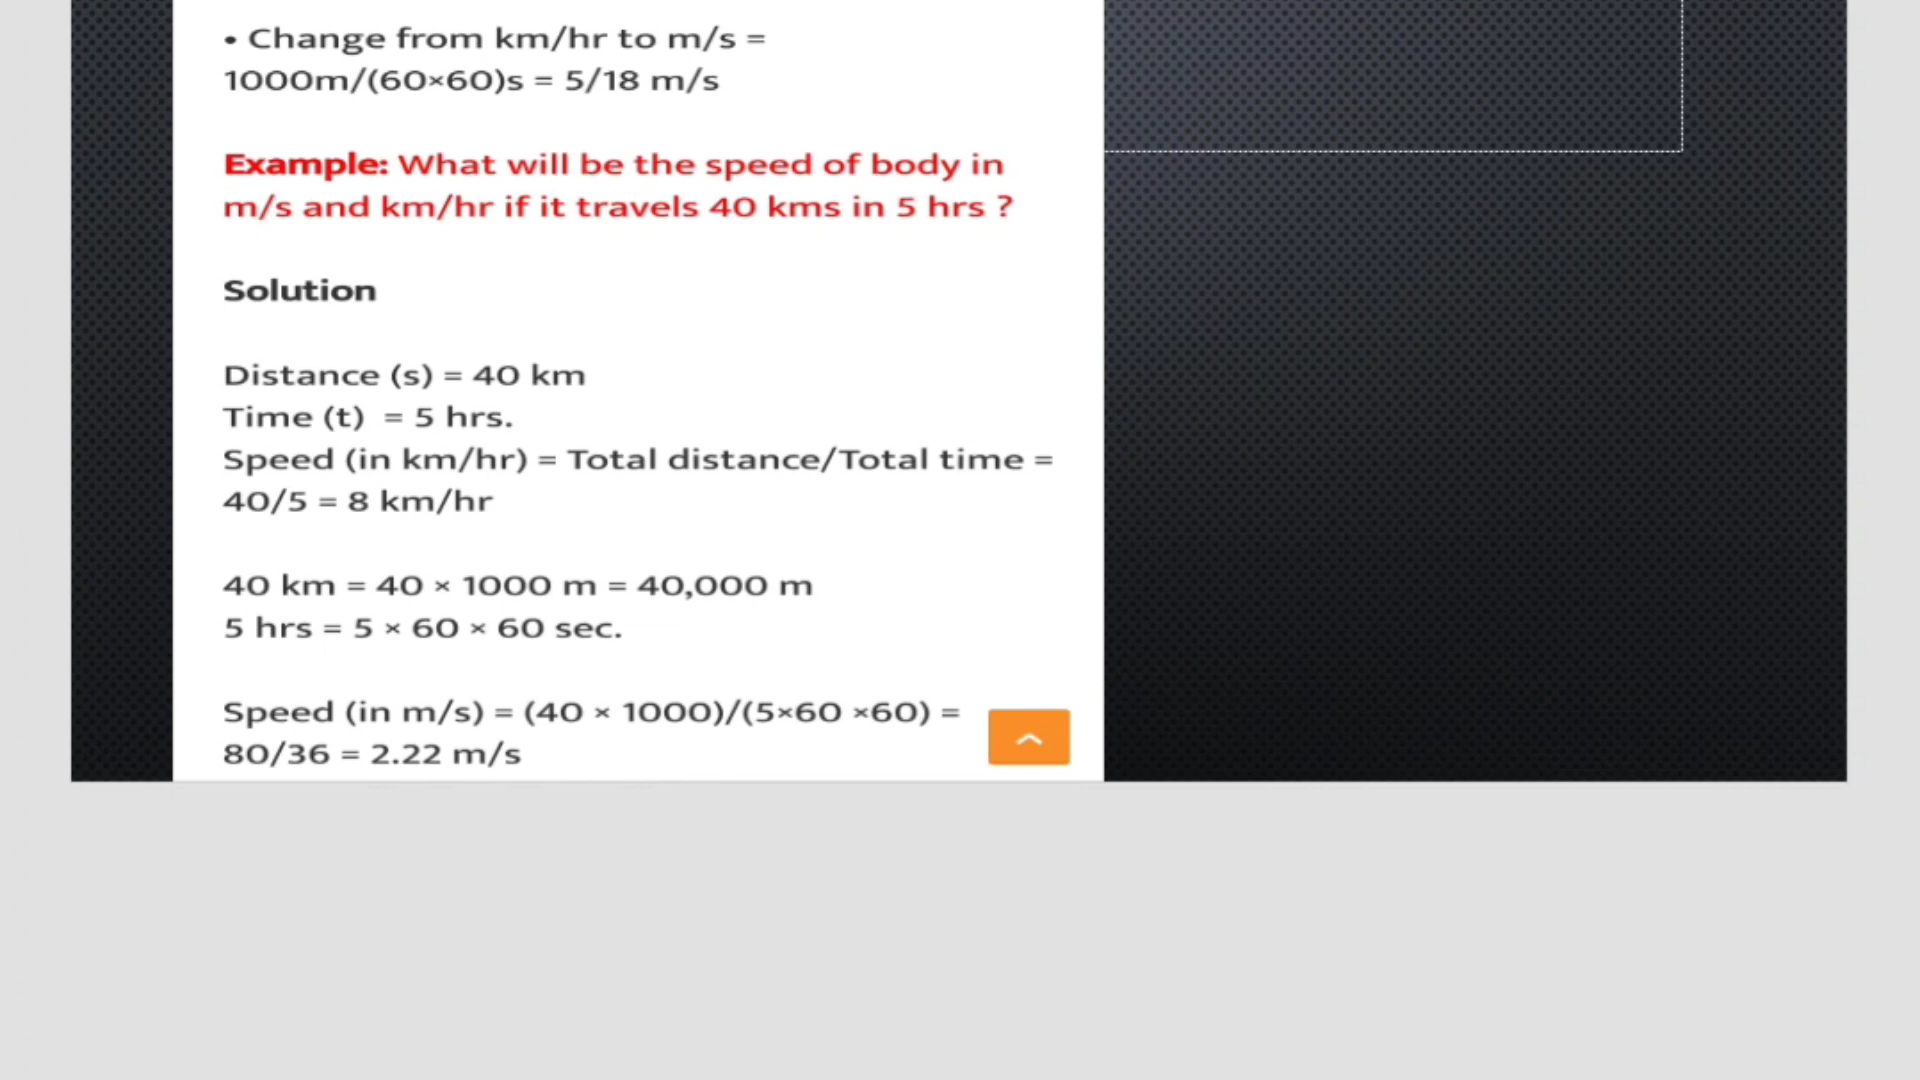 • Change from km/hr to m/s =
1000m/(60×60)s = 5/18 m/s
Example: What will be the speed of body in
m/s and km/hr if it travels 40 kms in 5 hrs ?
Solution
Distance (s) = 40 km
Time (t) = 5 hrs.
Speed (in km/hr) = Total distance/Total time =
40/5 = 8 km/hr
40 km = 40 × 1000 m = 40,000 m
5 hrs = 5 × 60 × 60 sec.
Speed (in m/s) = (40 × 1000)/(5×60 ×60) =
80/36 = 2.22 m/s